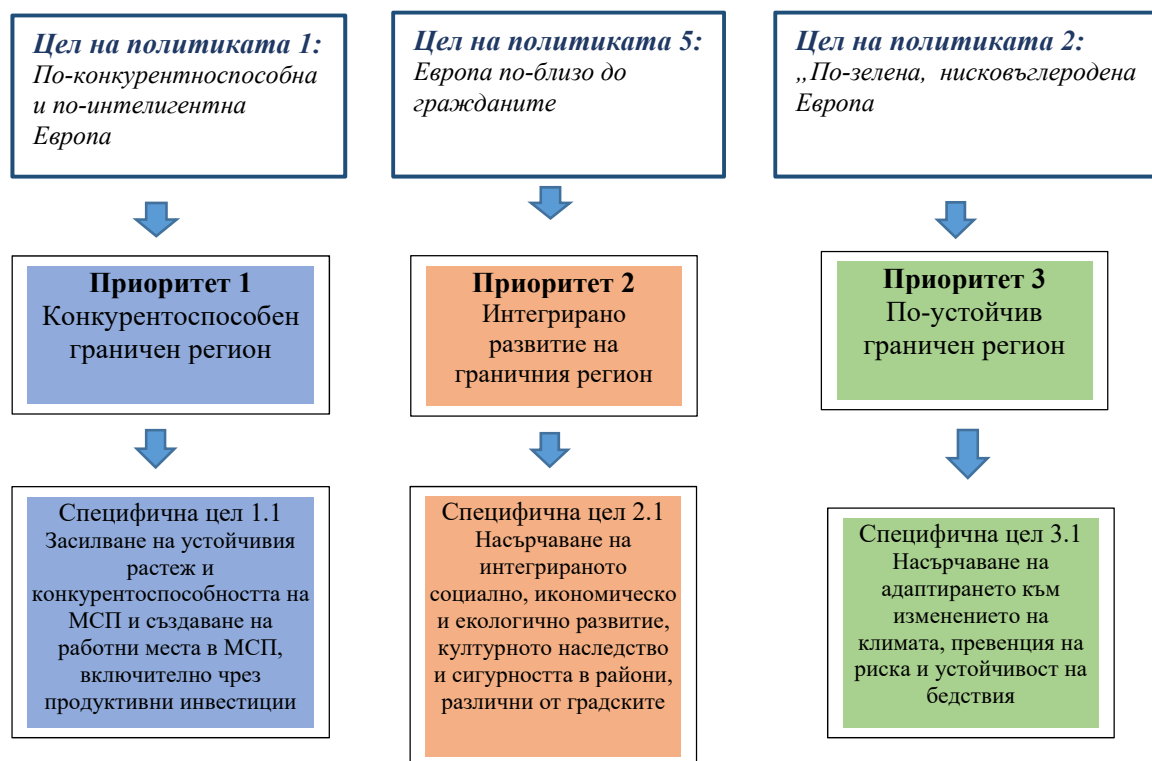 Цел на политиката 1:
По-конкурентноспособна
и по-интелигентна
Европа
Цел на политиката 5:
Европа по-близо до
гражданите
Цел на политиката 2:
„По-зелена, нисковъглеродена
Европа
Приоритет 1
Конкурентоспособен
граничен регион
Приоритет 2
Интегрирано
развитие на
граничния регион
Приоритет 3
По-устойчив
граничен регион
Специфична цел 1.1
Засилване на устойчивия
растеж и
конкурентоспособността на
МСП и създаване на
работни места в МСП,
включително чрез
продуктивни инвестиции
Специфична цел 2.1
Насърчаване на
интегрираното
социално, икономическо
и екологично развитие,
културното наследство
и сигурността в райони,
различни от градските
Специфична цел 3.1
Насърчаване на
адаптирането към
изменението на
климата, превенция на
риска и устойчивост на
бедствия